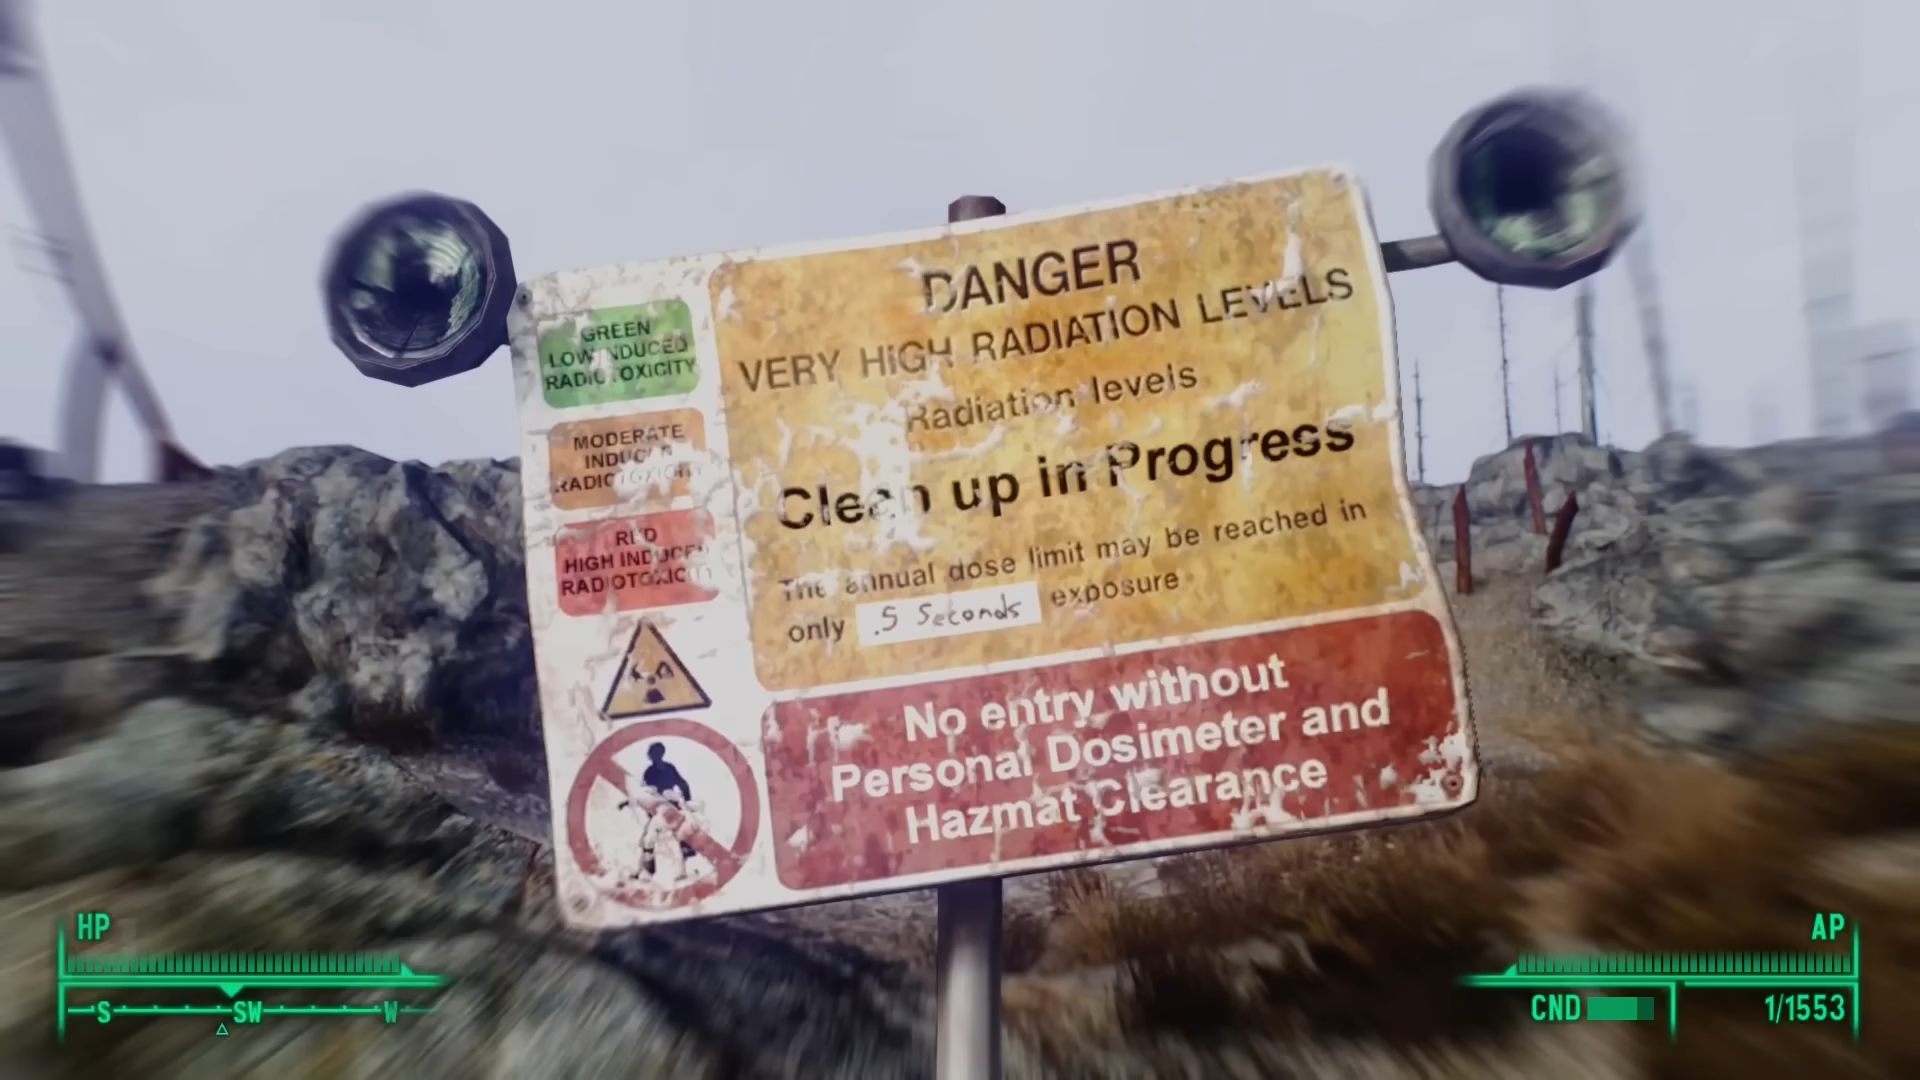 DANGER
VERY HiGH RADIATION LEVELS
Radiation levels
Clean up in Progress
The annual dose limit may be reached in
only .5 Seconds exposure
No entry without
Personal Dosimeter and
Hazmat Clearance
GREEN
LOW INDUCED
RADIOTOXICITY
MODERATE
INDUCED
RADIOTOXICITY
RED
HIGH INDUCED
RADIOTOXICITY
HP
S SW W
AP
CND 1/1553